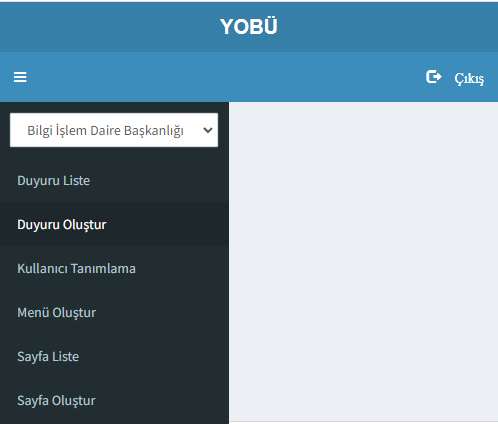 YOBÜ
Çıkış
Bilgi İşlem Daire Başkanlığı
Duyuru Liste
Duyuru Oluştur
Kullanıcı Tanımlama
Menü Oluştur
Sayfa Liste
Sayfa Oluştur